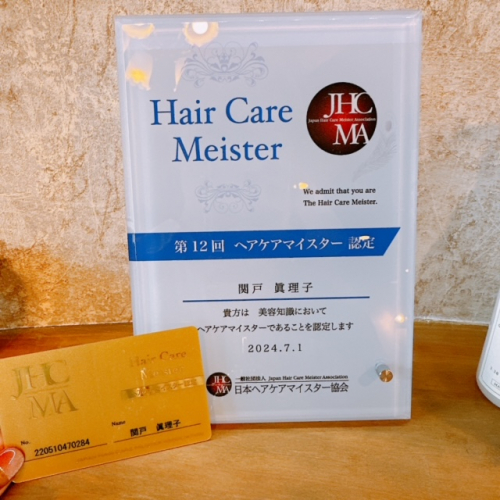 Hair Care
Meister
JHC
Japan Hair Care Meister Association
MA
We admit that you are
The Hair Care Meister.
第12回 ヘアケアマイスター 認定
関戸 眞理子
貴方は 美容知識において
ヘアケアマイスターであることを認定します
2024.7.1
JHC
MA
一般社団法人 Japan Hair Care Meister Association
日本ヘアケアマイスター協会
JHC
MA
Hair Care
Meister
No.
220510470284
Name
関戸 眞理子